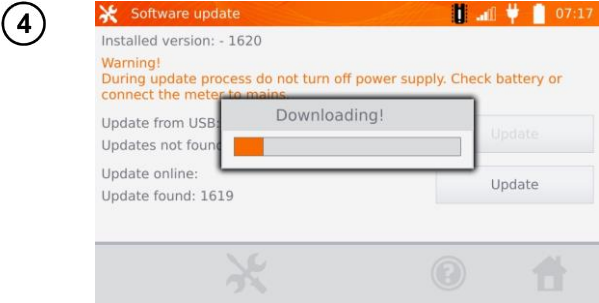 4
Software update
07:17
Installed version: - 1620
Warning!
During update process do not turn off power supply. Check battery or
connect the meter to mains.
Downloading!
Update from USB:
Update
Updates not foun
Update online:
Update
Update found: 1619